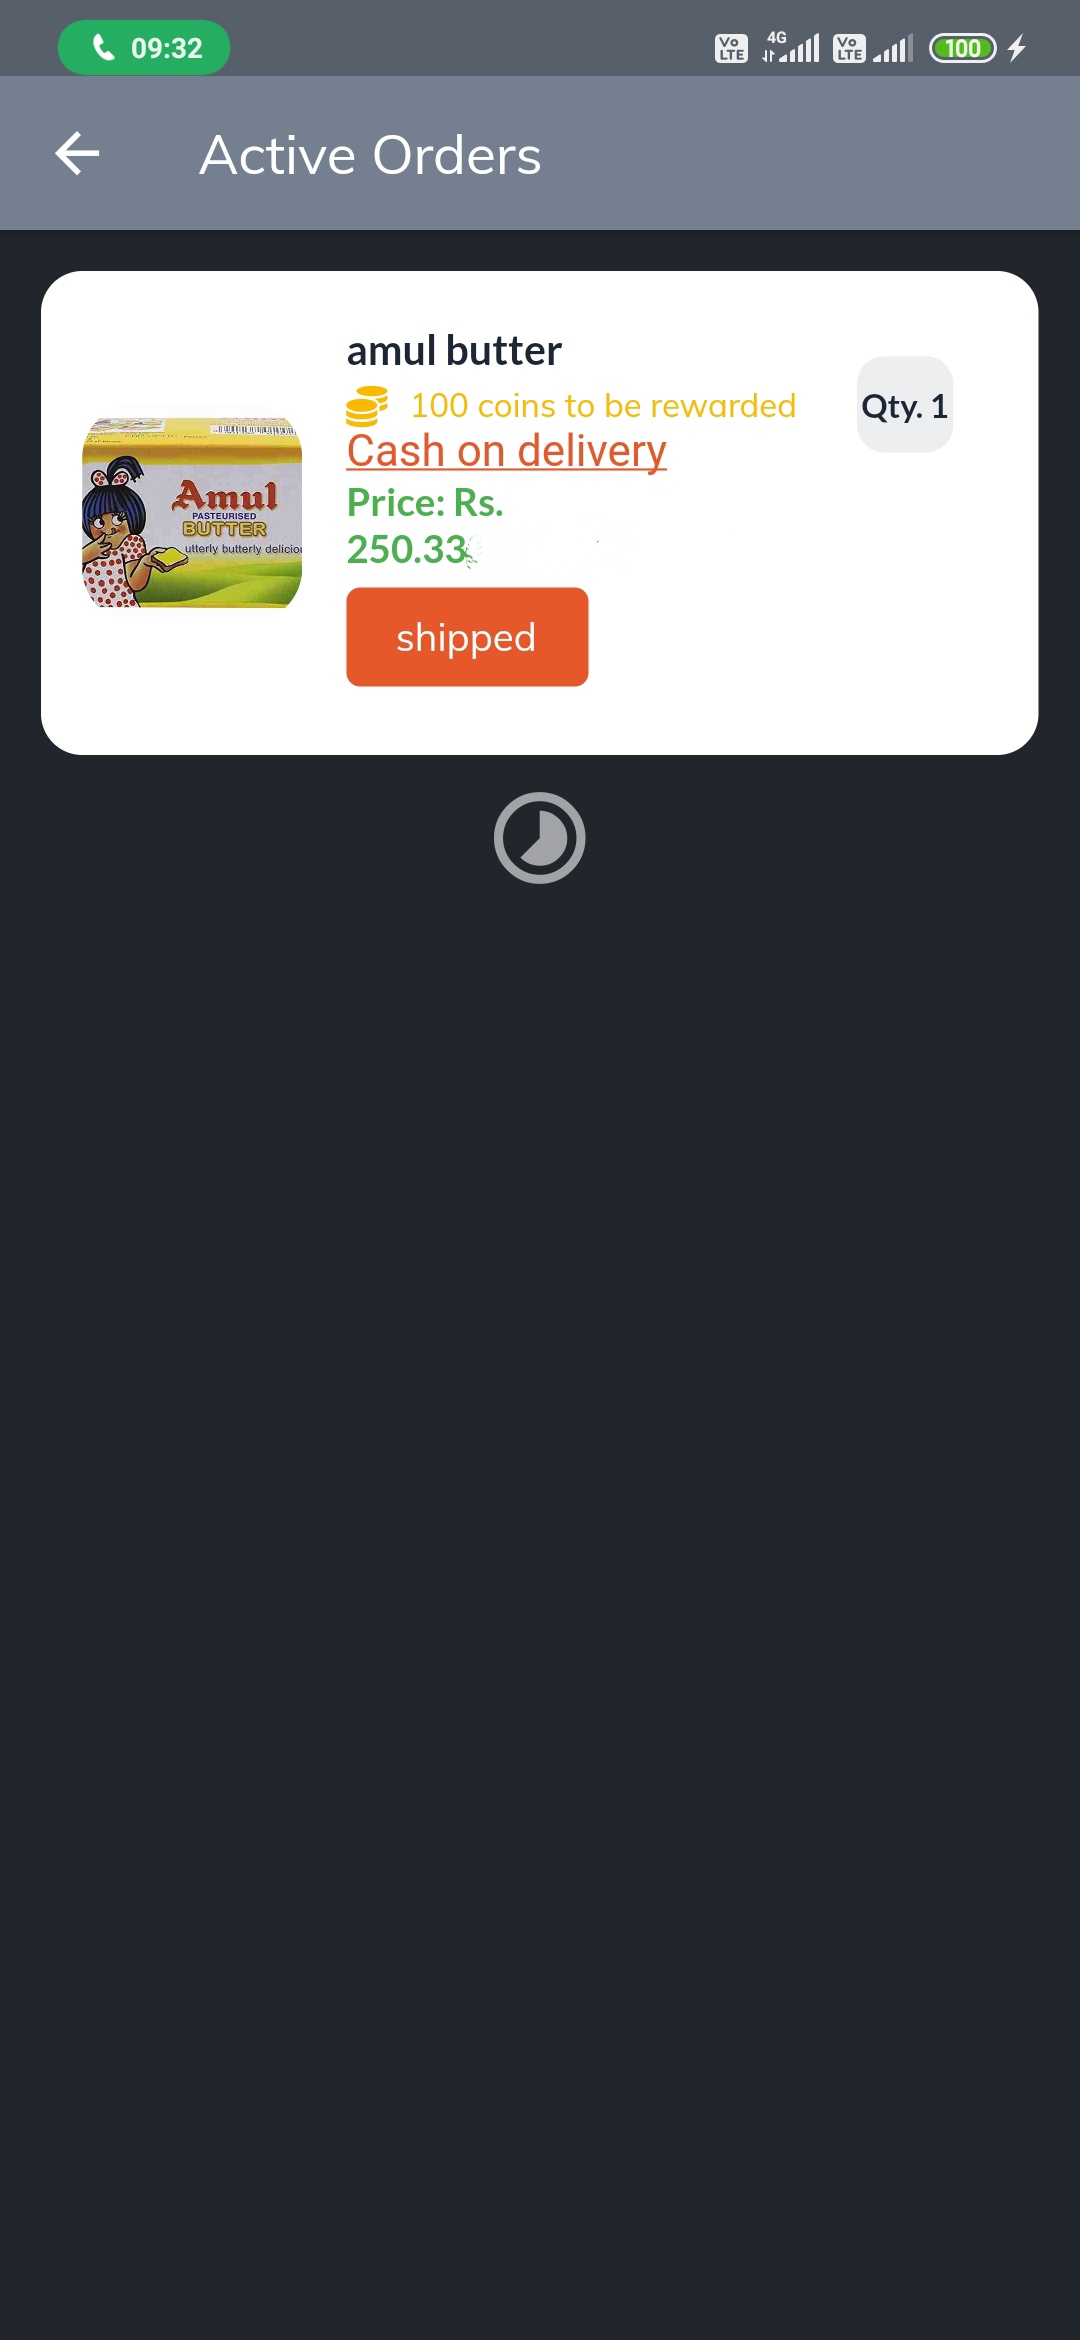 09:32
Vo LTE
4G
Vo LTE
100
Active Orders
amul butter
100 coins to be rewarded
Qty. 1
Cash on delivery
Price: Rs.
250.33
shipped
Amul
PASTEURISED
BUTTER
utterly butterly delicio